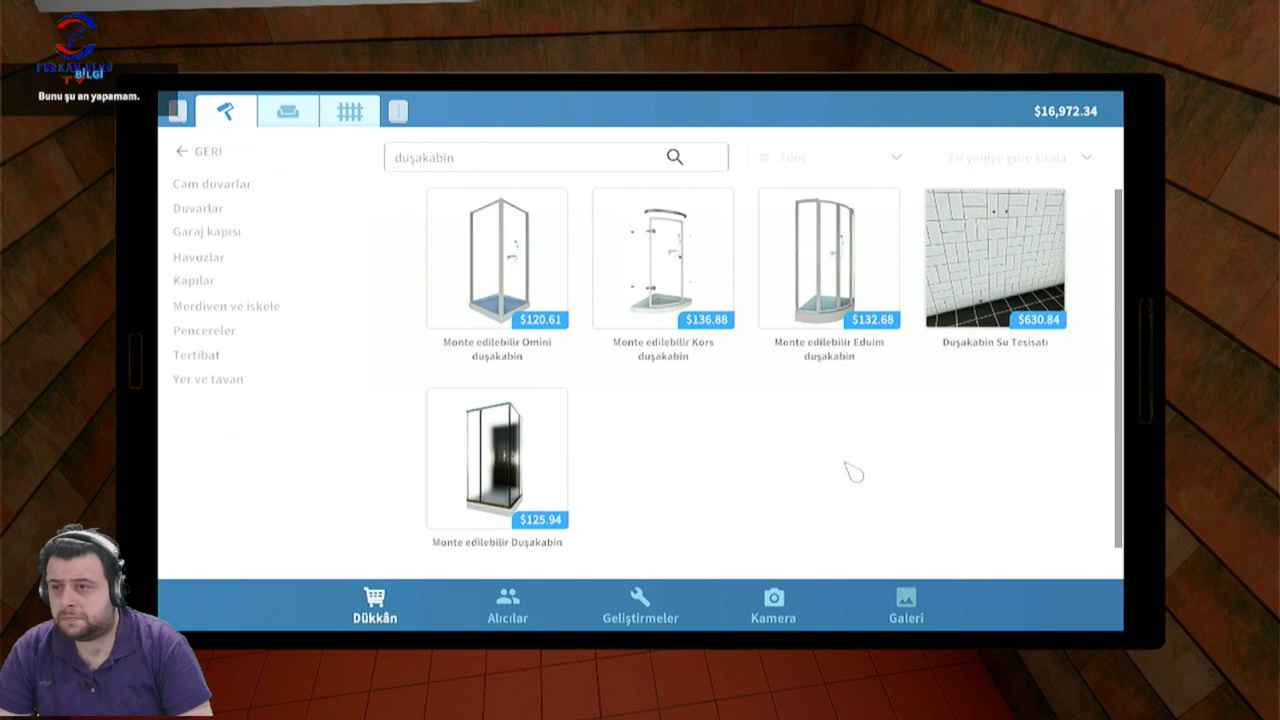 FURKAN ÜLKÜ
TV
BİLGİ
Bunu şu an yapamam.
$16,972.34
GERI
duşakabin
Tüm
En yeniye göre sırala
Cam duvarlar
Duvarlar
Garaj kapısı
Havuzlar
Kapılar
Merdiven ve iskele
Pencereler
Tertibat
Yer ve tavan
$120.61
$136.88
$132.68
$630.84
Monte edilebilir Omini
duşakabin
Monte edilebilir Kors
duşakabin
Monte edilebilir Eduim
duşakabin
Duşakabin Su Tesisatı
$125.94
Monte edilebilir Duşakabin
Dükkân
Alıcılar
Geliştirmeler
Kamera
Galeri